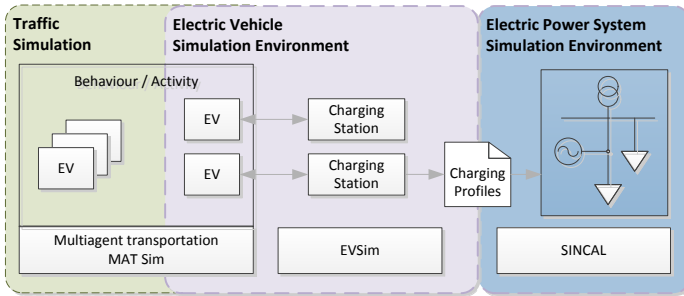 Traffic
Simulation
Electric Vehicle
Simulation Environment
Electric Power System
Simulation Environment
Behaviour / Activity
EV
EV
EV
Charging
Station
Charging
Station
Charging
Profiles
Multiagent transportation
MAT Sim
EVSim
SINCAL